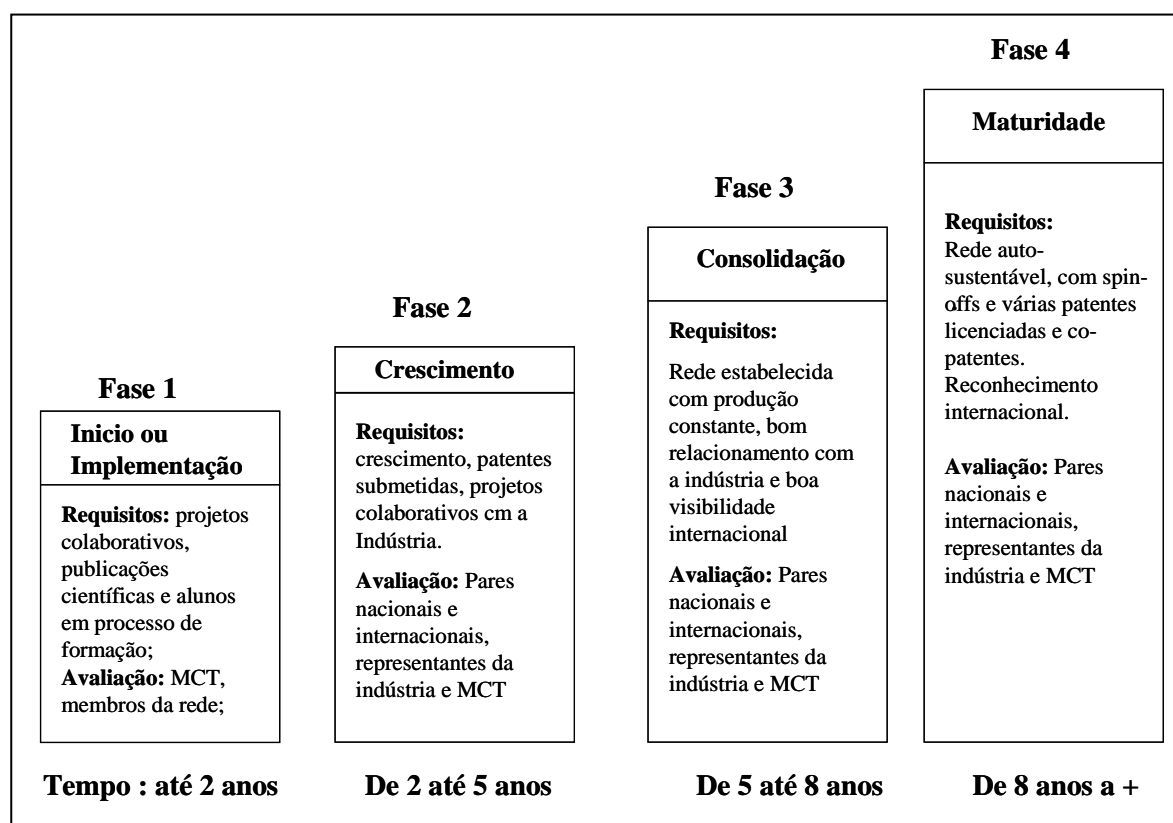 Fase 1
Inicio ou
Implementação
Requisitos: projetos
colaborativos,
publicações
científicas e alunos
em processo de
formação;
Avaliação: MCT,
membros da rede;
Tempo : até 2 anos
Fase 2
Crescimento
Requisitos:
crescimento, patentes
submetidas, projetos
colaborativos cm a
Indústria.
Avaliação: Pares
nacionais e
internacionais,
representantes da
indústria e MCT
De 2 até 5 anos
Fase 3
Consolidação
Requisitos:
Rede estabelecida
com produção
constante, bom
relacionamento com
a indústria e boa
visibilidade
internacional
Avaliação: Pares
nacionais e
internacionais,
representantes da
indústria e MCT
De 5 até 8 anos
Fase 4
Maturidade
Requisitos:
Rede auto-
sustentável, com spin-
offs e várias patentes
licenciadas e co-
patentes.
Reconhecimento
internacional.
Avaliação: Pares
nacionais e
internacionais,
representantes da
indústria e MCT
De 8 anos a +